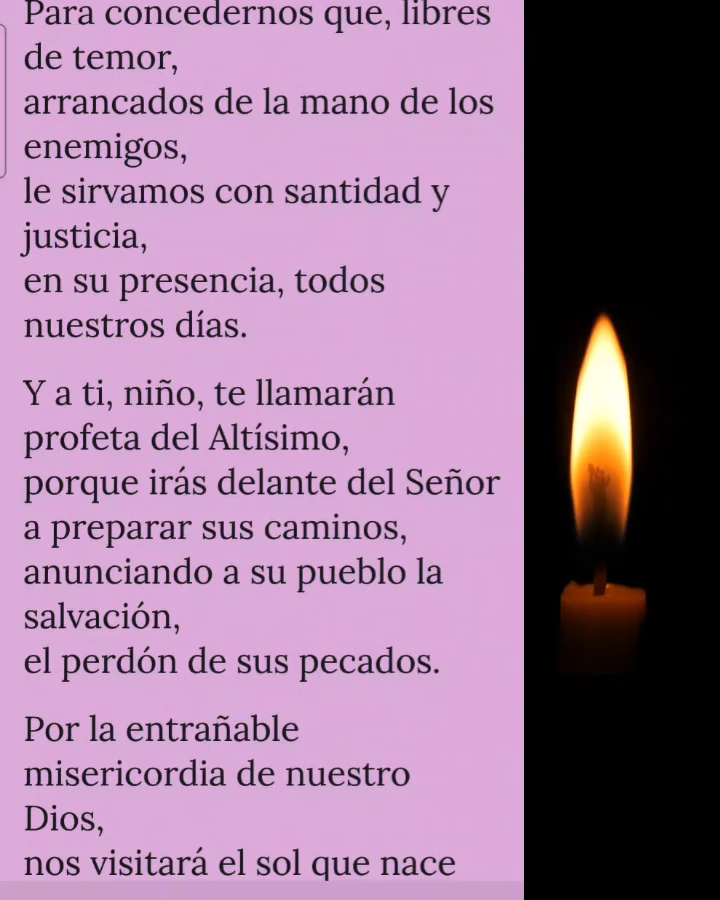 Para concedernos que, libres
de temor,
arrancados de la mano de los
enemigos,
le sirvamos con santidad y
justicia,
en su presencia, todos
nuestros días.
Y a ti, niño, te llamarán
profeta del Altísimo,
porque irás delante del Señor
a preparar sus caminos,
anunciando a su pueblo la
salvación,
el perdón de sus pecados.
Por la entrañable
misericordia de nuestro
Dios,
nos visitará el sol que nace